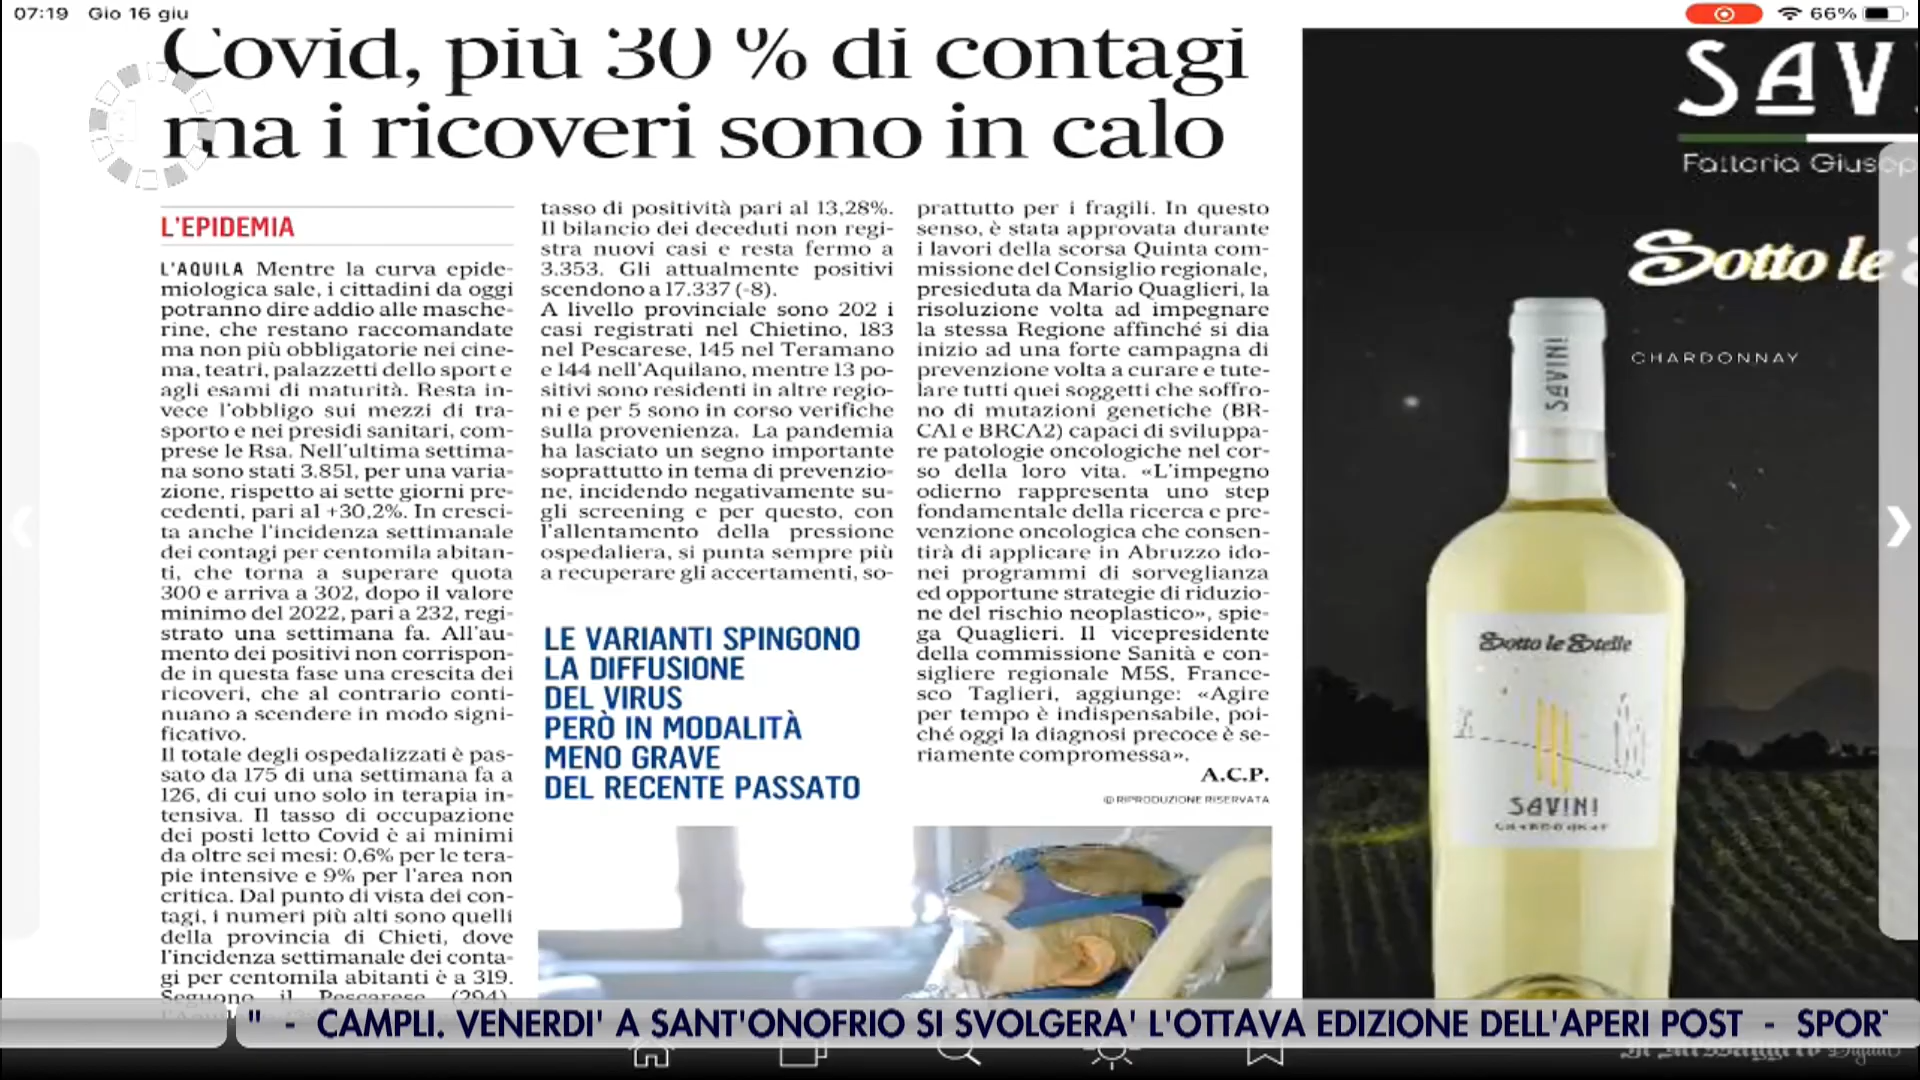 07:19 Gio 16 giu
66%
Covid, più 30 % di contagi
ma i ricoveri sono in calo
L'EPIDEMIA
L'AQUILA Mentre la curva epide-
miologica sale, i cittadini da oggi
potranno dire addio alle masche-
rine, che restano raccomandate
ma non più obbligatorie nei cine-
ma, teatri, palazzetti dello sport e
agli esami di maturità. Resta in-
vece l'obbligo sui mezzi di tra-
sporto e nei presidi sanitari, com-
prese le Rsa. Nell'ultima settima-
na sono stati 3.851, per una varia-
zione, rispetto ai sette giorni pre-
cedenti, pari al +30,2%. In cresci-
ta anche l'incidenza settimanale
dei contagi per centomila abitan-
ti, che torna a superare quota
300 e arriva a 302, dopo il valore
minimo del 2022, pari a 232, regi-
strato una settimana fa. All'au-
mento dei positivi non corrispon-
de in questa fase una crescita dei
ricoveri, che al contrario conti-
nuano a scendere in modo signi-
ficativo.
Il totale degli ospedalizzati è pas-
sato da 175 di una settimana fa a
126, di cui uno solo in terapia in-
tensiva. Il tasso di occupazione
dei posti letto Covid è ai minimi
da oltre sei mesi: 0,6% per le tera-
pie intensive e 9% per l'area non
critica. Dal punto di vista dei con-
tagi, i numeri più alti sono quelli
della provincia di Chieti, dove
l'incidenza settimanale dei conta-
gi per centomila abitanti è a 319.
Seguono il Pescarese (294),
tasso di positività pari al 13,28%.
Il bilancio dei deceduti non regi-
stra nuovi casi e resta fermo a
3.353. Gli attualmente positivi
scendono a 17.337 (-8).
A livello provinciale sono 202 i
casi registrati nel Chietino, 183
nel Pescarese, 145 nel Teramano
e 144 nell'Aquilano, mentre 13 po-
sitivi sono residenti in altre regio-
ni e per 5 sono in corso verifiche
sulla provenienza. La pandemia
ha lasciato un segno importante
soprattutto in tema di prevenzio-
ne, incidendo negativamente su-
gli screening e per questo, con
l'allentamento della pressione
ospedaliera, si punta sempre più
a recuperare gli accertamenti, so-
LE VARIANTI SPINGONO
LA DIFFUSIONE
DEL VIRUS
PERÒ IN MODALITÀ
MENO GRAVE
DEL RECENTE PASSATO
prattutto per i fragili. In questo
senso, è stata approvata durante
i lavori della scorsa Quinta com-
missione del Consiglio regionale,
presieduta da Mario Quaglieri, la
risoluzione volta ad impegnare
la stessa Regione affinché si dia
inizio ad una forte campagna di
prevenzione volta a curare e tute-
lare tutti quei soggetti che soffro-
no di mutazioni genetiche (BR-
CA1 e BRCA2) capaci di sviluppa-
re patologie oncologiche nel cor-
so della loro vita. «L'impegno
odierno rappresenta uno step
fondamentale della ricerca e pre-
venzione oncologica che consen-
tirà di applicare in Abruzzo ido-
nei programmi di sorveglianza
ed opportune strategie di riduzio-
ne del rischio neoplastico», spie-
ga Quaglieri. Il vicepresidente
della commissione Sanità e con-
sigliere regionale M5S, France-
sco Taglieri, aggiunge: «Agire
per tempo è indispensabile, poi-
ché oggi la diagnosi precoce è se-
riamente compromessa».
A.C.P.
© RIPRODUZIONE RISERVATA
SAV
Fattoria Giusep
Sotto le S
CHARDONNAY
SAVINI
Sotto le Stelle
SAVINI
CHARDONNAY
" - CAMPLI. VENERDI' A SANT'ONOFRIO SI SVOLGERA' L'OTTAVA EDIZIONE DELL'APERI POST - SPOR
Il Messaggero Digital